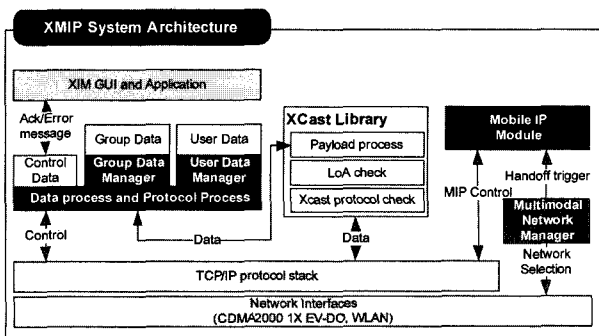 XMIP System Architecture
XIM GUI and Application
Ack/Error
message
Group Data
User Data
Control
Data
Group Data
Manager
User Data
Manager
Data process and Protocol Process
XCast Library
Payload process
LoA check
Xcast protocol check
Mobile IP
Module
Handoff trigger
MIP Control
Multimodal
Network
Manager
Control
Data
Data
Network
Selection
TCP/IP protocol stack
Network Interfaces
(CDMA2000 1X EV-DO, WLAN)